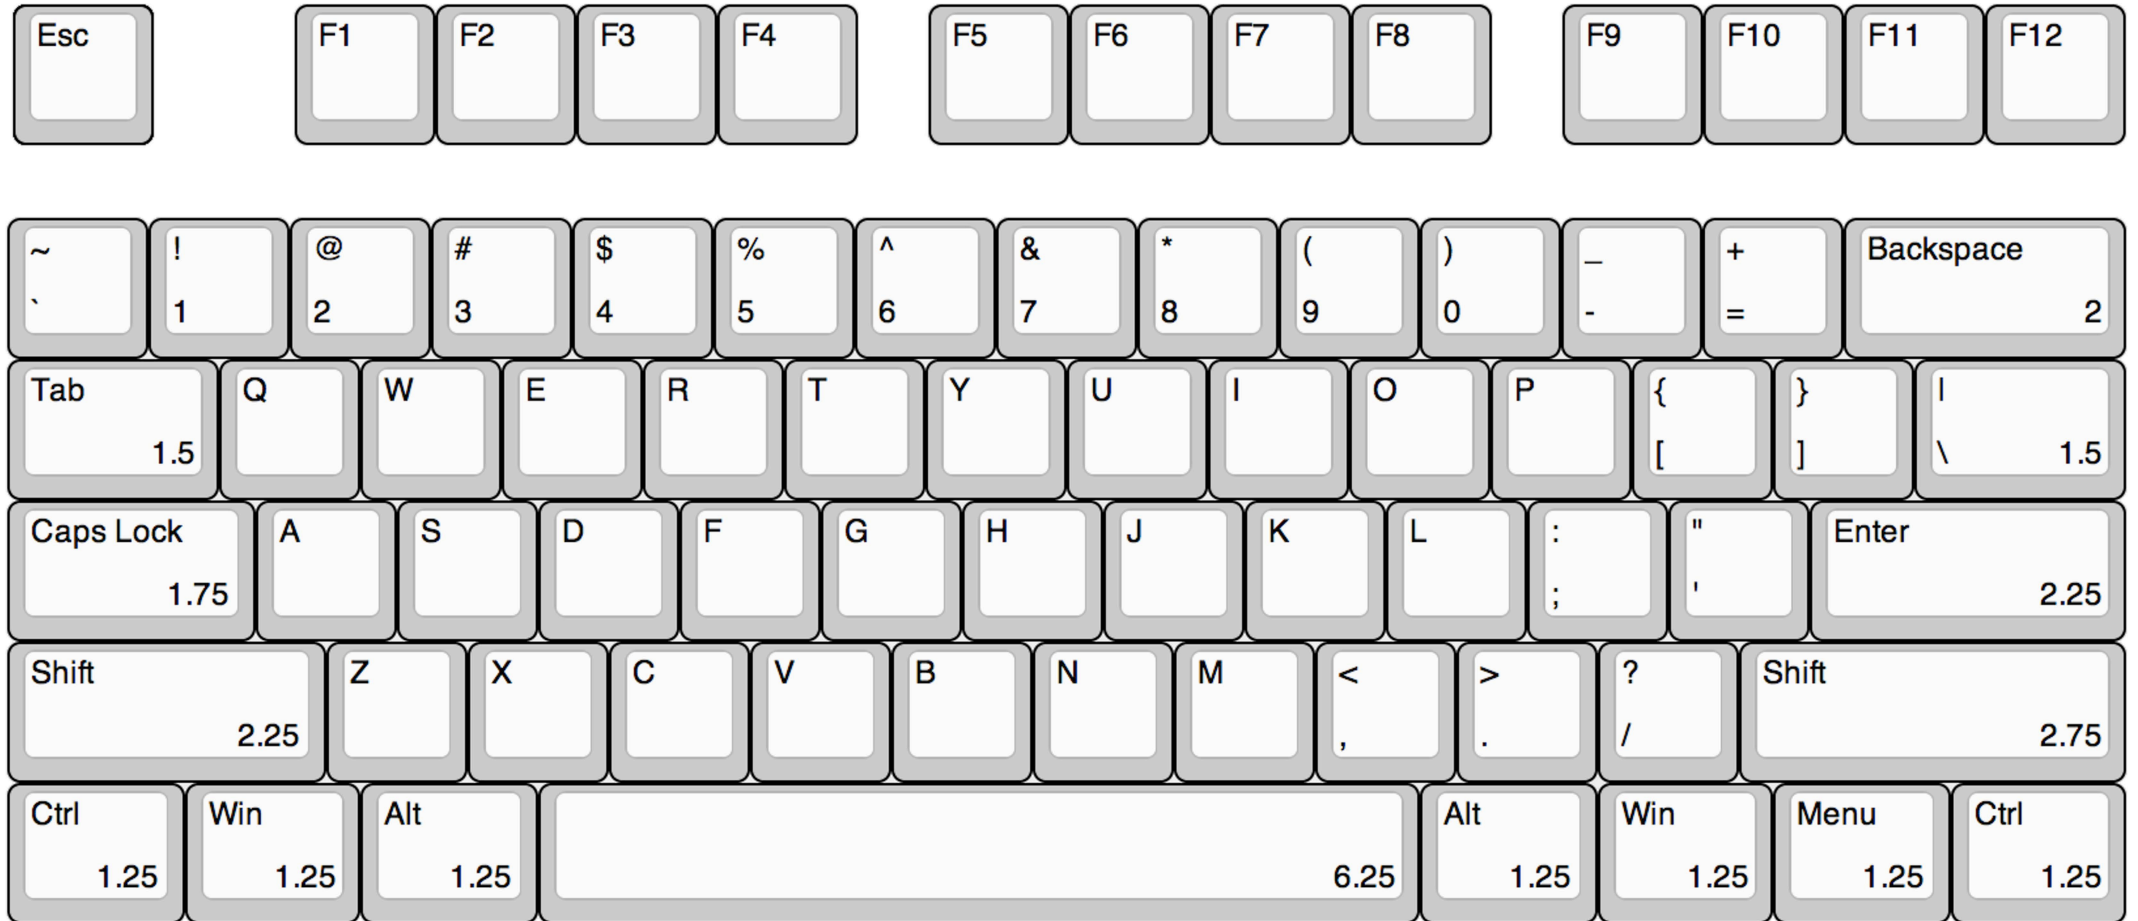 Esc F1 F2 F3 F4 F5 F6 F7 F8 F9 F10 F11 F12
~ ! @ # $ % ^ & * ( ) _ + Backspace
` 1 2 3 4 5 6 7 8 9 0 - = 2
Tab Q W E R T Y U I O P { } |
1.5 [ ] \ 1.5
Caps Lock A S D F G H J K L : " Enter
1.75 ; ' 2.25
Shift Z X C V B N M < > ? Shift
2.25 , . / 2.75
Ctrl Win Alt Alt Win Menu Ctrl
1.25 1.25 1.25 6.25 1.25 1.25 1.25 1.25